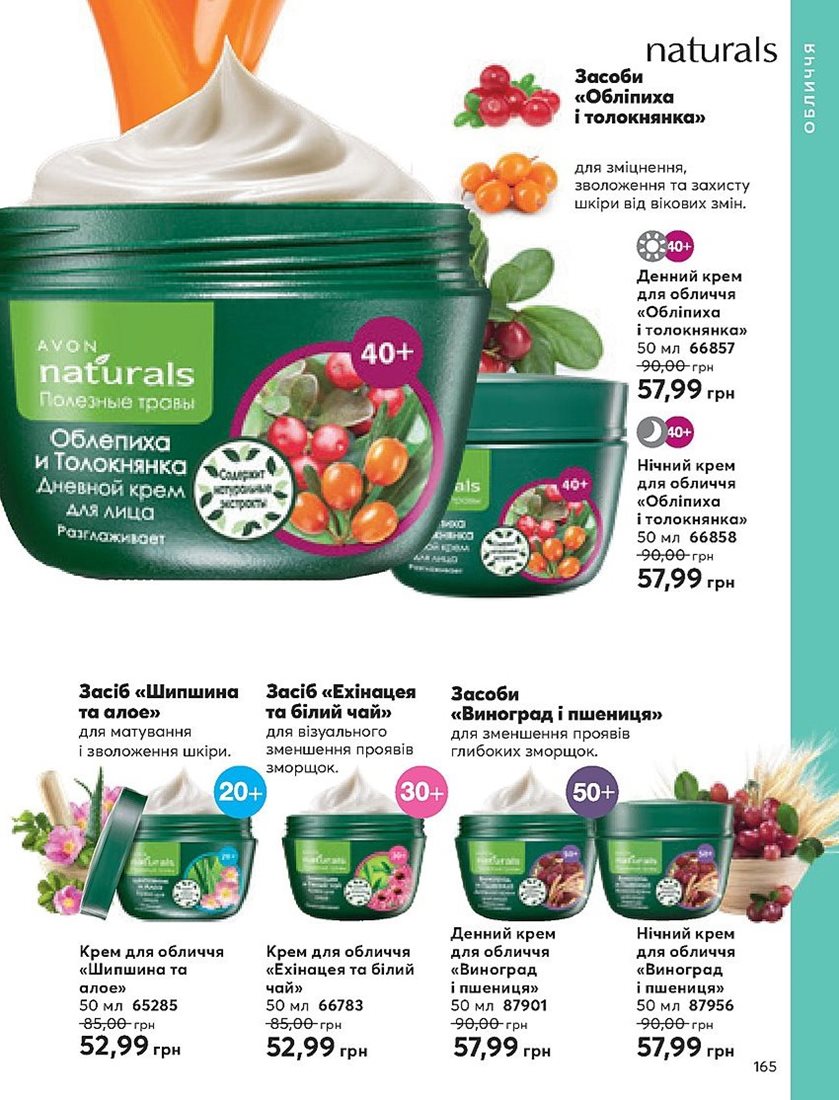 naturals
ОБЛИЧЧЯ
Засоби
«Обліпиха
і толокнянка»
для зміцнення,
зволоження та захисту
шкіри від вікових змін.
40+
Денний крем
для обличчя
«Обліпиха
і толокнянка»
50 мл 66857
90,00 грн
57,99 грн
40+
Нічний крем
для обличчя
«Обліпиха
і толокнянка»
50 мл 66858
90,00 грн
57,99 грн
AVON
naturals
Полезные травы
40+
Облепиха
и Толокнянка
Дневной крем
для лица
Разглаживает
Содержит
натуральные
экстракты
40+
Засіб «Шипшина
та алое»
для матування
і зволоження шкіри.
20+
Крем для обличчя
«Шипшина та
алое»
50 мл 65285
85,00 грн
52,99 грн
Засіб «Ехінацея
та білий чай»
для візуального
зменшення проявів
зморщок.
30+
Крем для обличчя
«Ехінацея та білий
чай»
50 мл 66783
85,00 грн
52,99 грн
Засоби
«Виноград і пшениця»
для зменшення проявів
глибоких зморщок.
50+
Денний крем
для обличчя
«Виноград
і пшениця»
50 мл 87901
90,00 грн
57,99 грн
Нічний крем
для обличчя
«Виноград
і пшениця»
50 мл 87956
90,00 грн
57,99 грн
165